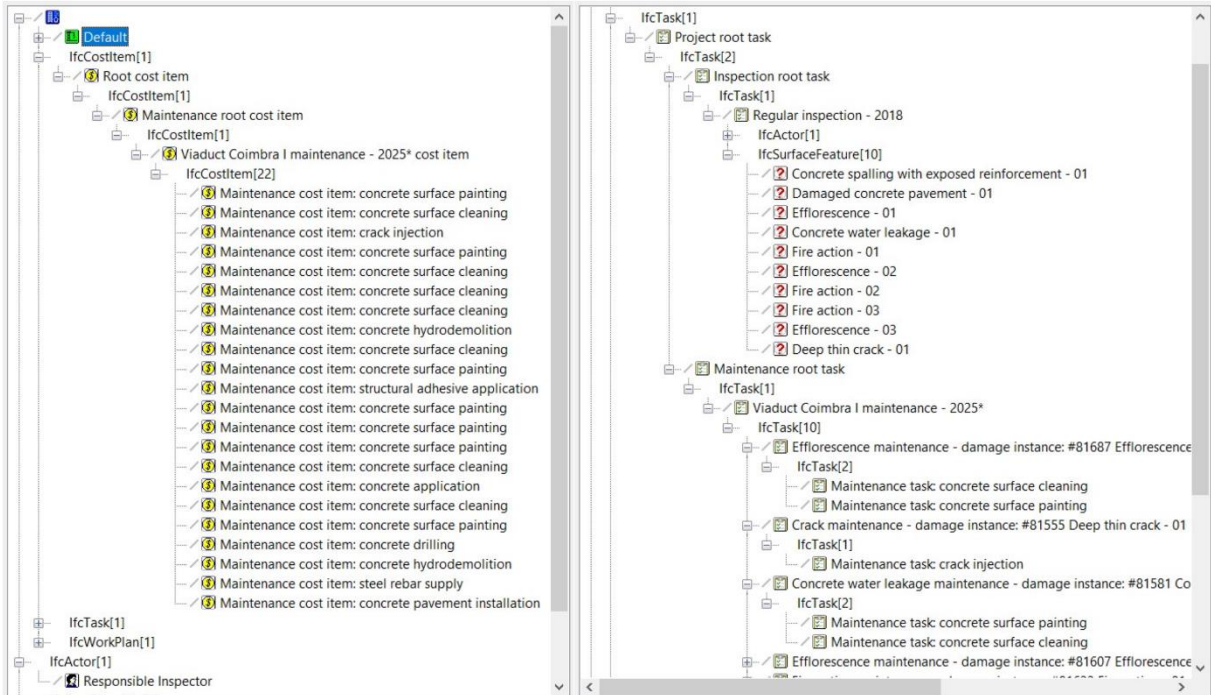 Default
IfcCostItem[1]
Root cost item
IfcCostItem[1]
Maintenance root cost item
IfcCostItem[1]
Viaduct Coimbra I maintenance - 2025* cost item
IfcCostItem[22]
Maintenance cost item: concrete surface painting
Maintenance cost item: concrete surface cleaning
Maintenance cost item: crack injection
Maintenance cost item: concrete surface painting
Maintenance cost item: concrete surface cleaning
Maintenance cost item: concrete surface cleaning
Maintenance cost item: concrete surface cleaning
Maintenance cost item: concrete hydrodemolition
Maintenance cost item: concrete surface cleaning
Maintenance cost item: concrete surface painting
Maintenance cost item: structural adhesive application
Maintenance cost item: concrete surface painting
Maintenance cost item: concrete surface painting
Maintenance cost item: concrete surface painting
Maintenance cost item: concrete surface cleaning
Maintenance cost item: concrete application
Maintenance cost item: concrete surface cleaning
Maintenance cost item: concrete surface painting
Maintenance cost item: concrete drilling
Maintenance cost item: concrete hydrodemolition
Maintenance cost item: steel rebar supply
Maintenance cost item: concrete pavement installation
IfcTask[1]
IfcWorkPlan[1]
IfcActor[1]
Responsible Inspector
IfcTask[1]
Project root task
IfcTask[2]
Inspection root task
IfcTask[1]
Regular inspection - 2018
IfcActor[1]
IfcSurfaceFeature[10]
Concrete spalling with exposed reinforcement - 01
Damaged concrete pavement - 01
Efflorescence - 01
Concrete water leakage - 01
Fire action - 01
Efflorescence - 02
Fire action - 02
Fire action - 03
Efflorescence - 03
Deep thin crack - 01
Maintenance root task
IfcTask[1]
Viaduct Coimbra I maintenance - 2025*
IfcTask[10]
Efflorescence maintenance - damage instance: #81687 Efflorescence
IfcTask[2]
Maintenance task: concrete surface cleaning
Maintenance task: concrete surface painting
Crack maintenance - damage instance: #81555 Deep thin crack - 01
IfcTask[1]
Maintenance task: crack injection
Concrete water leakage maintenance - damage instance: #81581 Co
IfcTask[2]
Maintenance task: concrete surface painting
Maintenance task: concrete surface cleaning
Efflorescence maintenance - damage instance: #81607 Efflorescence